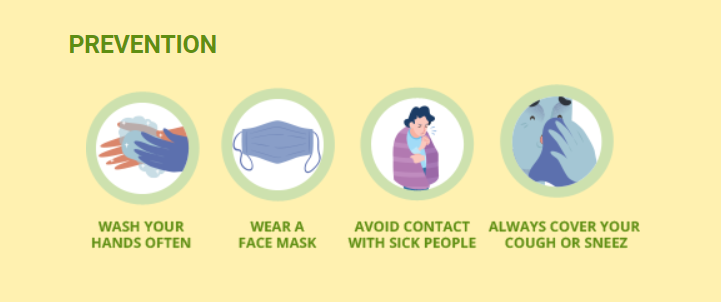 PREVENTION
WASH YOUR
HANDS OFTEN
WEAR A
FACE MASK
AVOID CONTACT
WITH SICK PEOPLE
ALWAYS COVER YOUR
COUGH OR SNEEZ